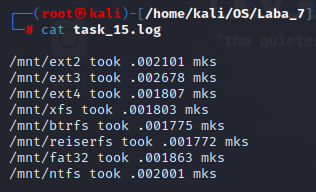 (root㉿kali)-[/home/kali/OS/Laba_7]
# cat task_15.log
/mnt/ext2 took .002101 mks
/mnt/ext3 took .002678 mks
/mnt/ext4 took .001807 mks
/mnt/xfs took .001803 mks
/mnt/btrfs took .001775 mks
/mnt/reiserfs took .001772 mks
/mnt/fat32 took .001863 mks
/mnt/ntfs took .002001 mks